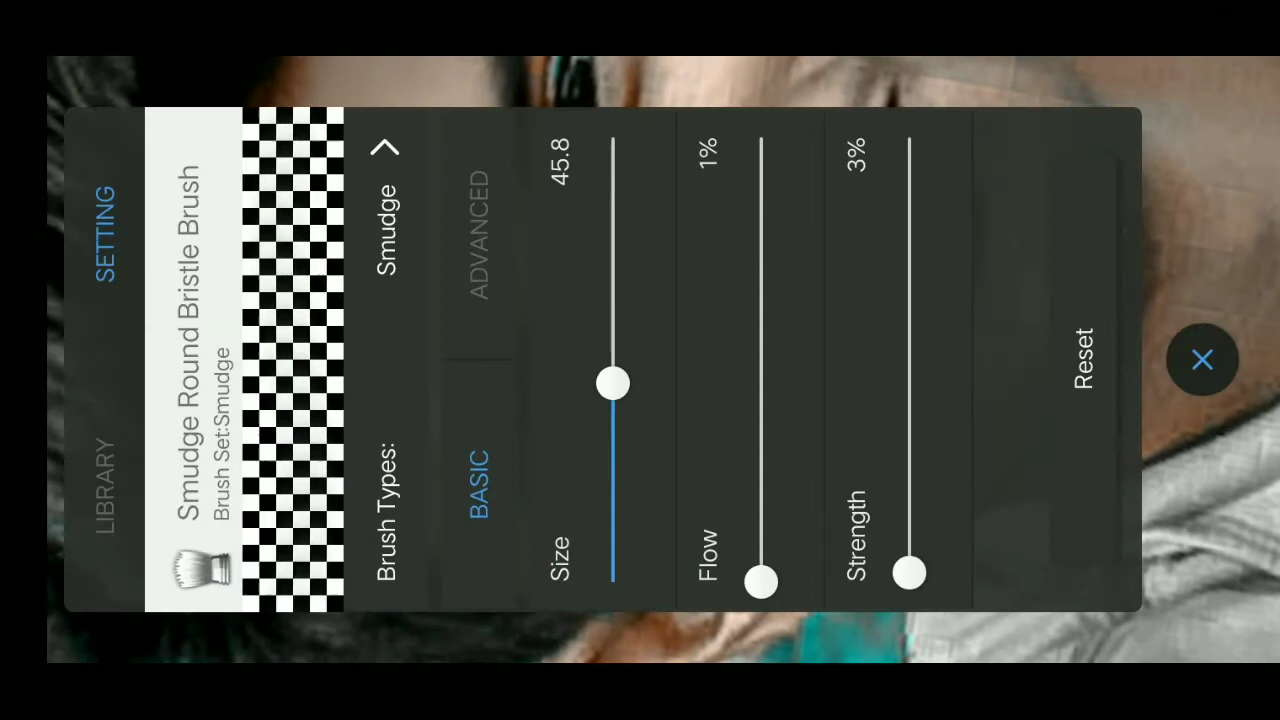 LIBRARY SETTING
Smudge Round Bristle Brush
Brush Set:Smudge
Brush Types: Smudge
BASIC ADVANCED
Size 45.8
Flow 1%
Strength 3%
Reset